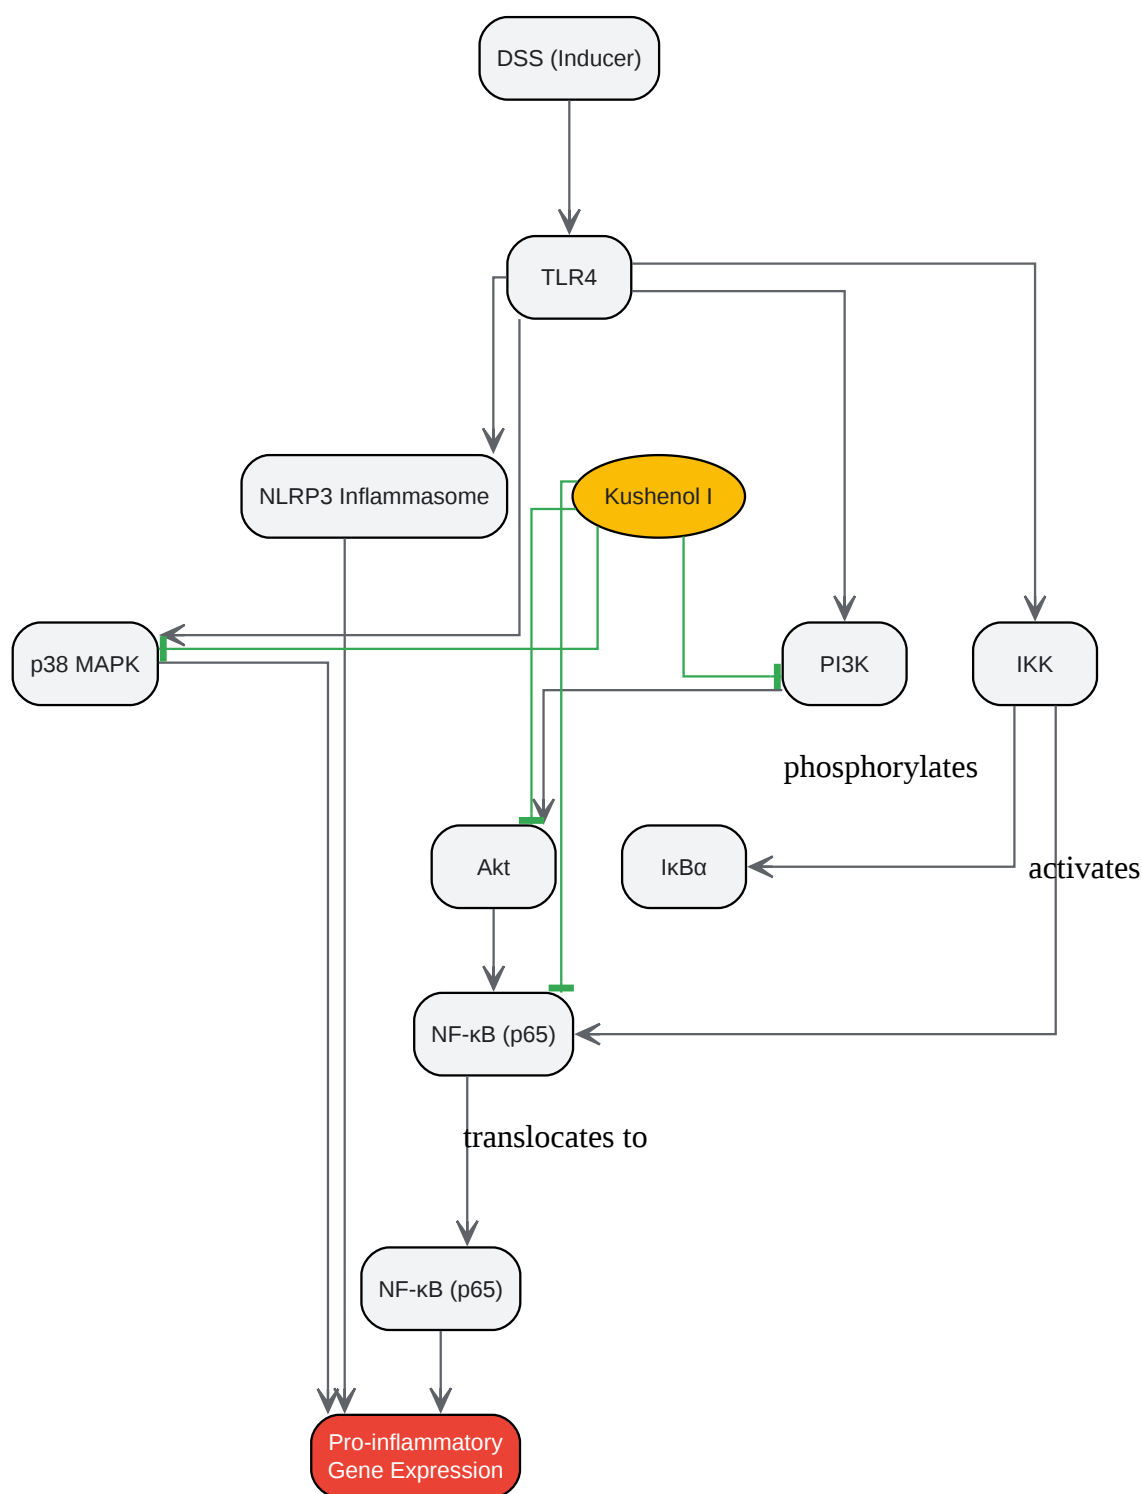 DSS (Inducer)
TLR4
NLRP3 Inflammasome
Kushenol I
p38 MAPK
PI3K
IKK
phosphorylates
Akt
IκBα
activates
NF-κB (p65)
translocates to
NF-κB (p65)
Pro-inflammatory
Gene Expression